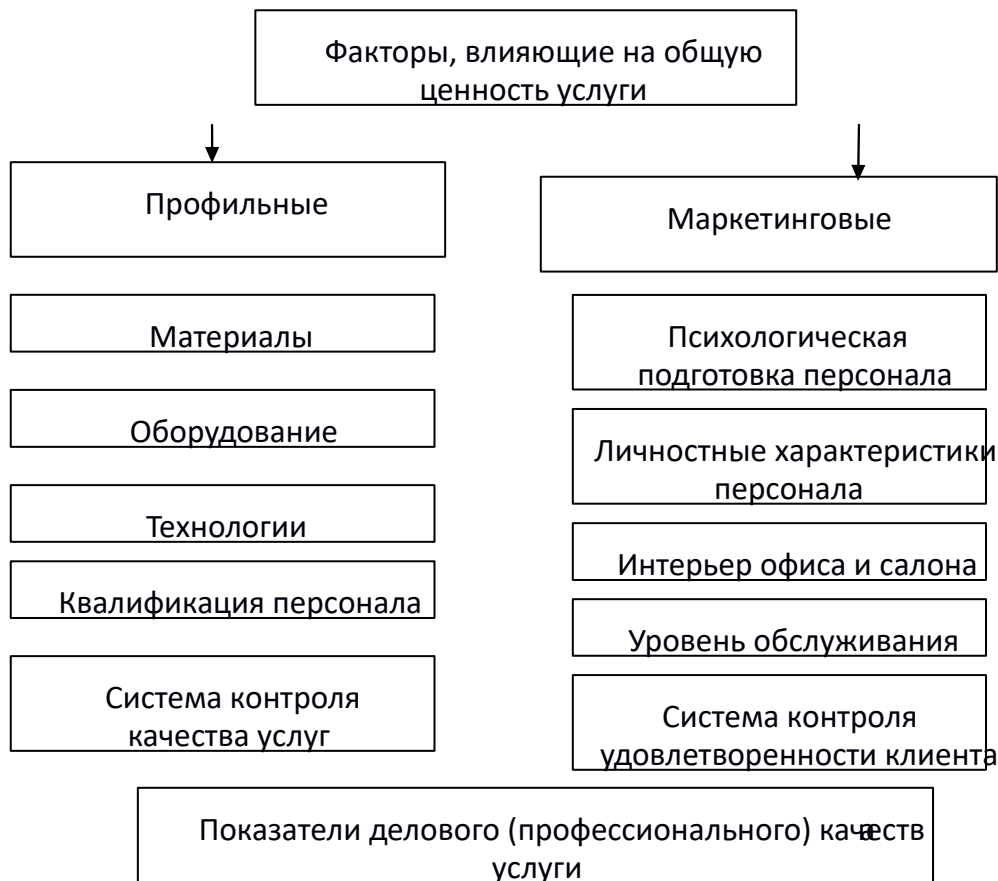 Факторы, влияющие на общую
ценность услуги
Профильные
Маркетинговые
Материалы
Оборудование
Технологии
Квалификация персонала
Система контроля
качества услуг
Психологическая
подготовка персонала
Личностные характеристики
персонала
Интерьер офиса и салона
Уровень обслуживания
Система контроля
удовлетворенности клиента
Показатели делового (профессионального) качеств
услуги